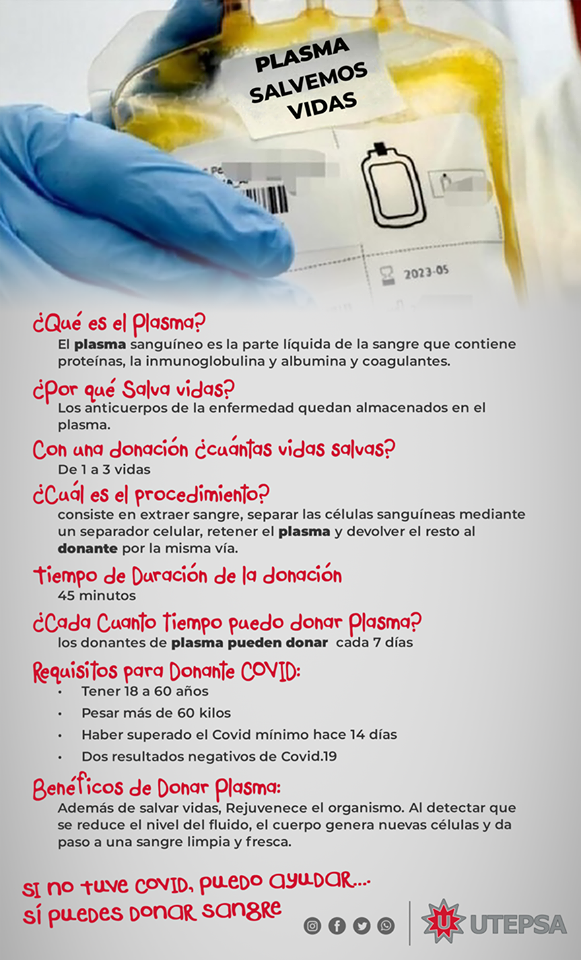 PLASMA
SALVEMOS
VIDAS
2023-05
¿Qué es el Plasma?
El plasma sanguíneo es la parte líquida de la sangre que contiene
proteínas, la inmunoglobulina y albumina y coagulantes.
¿Por qué Salva vidas?
Los anticuerpos de la enfermedad quedan almacenados en el
plasma.
Con una donación ¿cuántas vidas salvas?
De 1 a 3 vidas
¿Cuál es el procedimiento?
consiste en extraer sangre, separar las células sanguíneas mediante
un separador celular, retener el plasma y devolver el resto al
donante por la misma vía.
Tiempo de Duración de la donación
45 minutos
¿Cada Cuanto tiempo puedo donar Plasma?
los donantes de plasma pueden donar cada 7 días
Requisitos para Donante COVID:
• Tener 18 a 60 años
• Pesar más de 60 kilos
• Haber superado el Covid mínimo hace 14 días
• Dos resultados negativos de Covid.19
Benéficos de Donar Plasma:
Además de salvar vidas, Rejuvenece el organismo. Al detectar que
se reduce el nivel del fluido, el cuerpo genera nuevas células y da
paso a una sangre limpia y fresca.
SI no tuve COVID, puedo ayudar...
sí puedes donar sangre
U UTEPSA